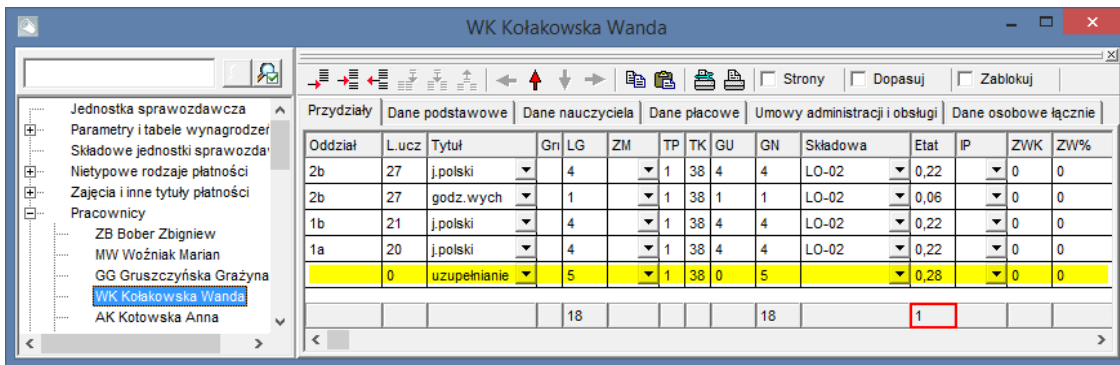 WK Kołakowska Wanda
Strony Dopasuj Zablokuj
Jednostka sprawozdawcza
Parametry i tabele wynagrodzeń
Składowe jednostki sprawozda
Nietypowe rodzaje płatności
Zajęcia i inne tytuły płatności
Pracownicy
ZB Bober Zbigniew
MW Woźniak Marian
GG Gruszczyńska Grażyna
WK Kołakowska Wanda
AK Kotowska Anna
Przydziały Dane podstawowe Dane nauczyciela Dane płacowe Umowy administracji i obsługi Dane osobowe łącznie
Oddział L.ucz Tytuł Gru LG ZM TP TK GU GN Składowa Etat IP ZWK ZW%
2b 27 j.polski 4 1 38 4 4 LO-02 0,22 0 0
2b 27 godz.wych 1 1 38 1 1 LO-02 0,06 0 0
1b 21 j.polski 4 1 38 4 4 LO-02 0,22 0 0
1a 20 j.polski 4 1 38 4 4 LO-02 0,22 0 0
0 uzupełnianie 5 1 38 0 5 0,28 0 0
18 18 1